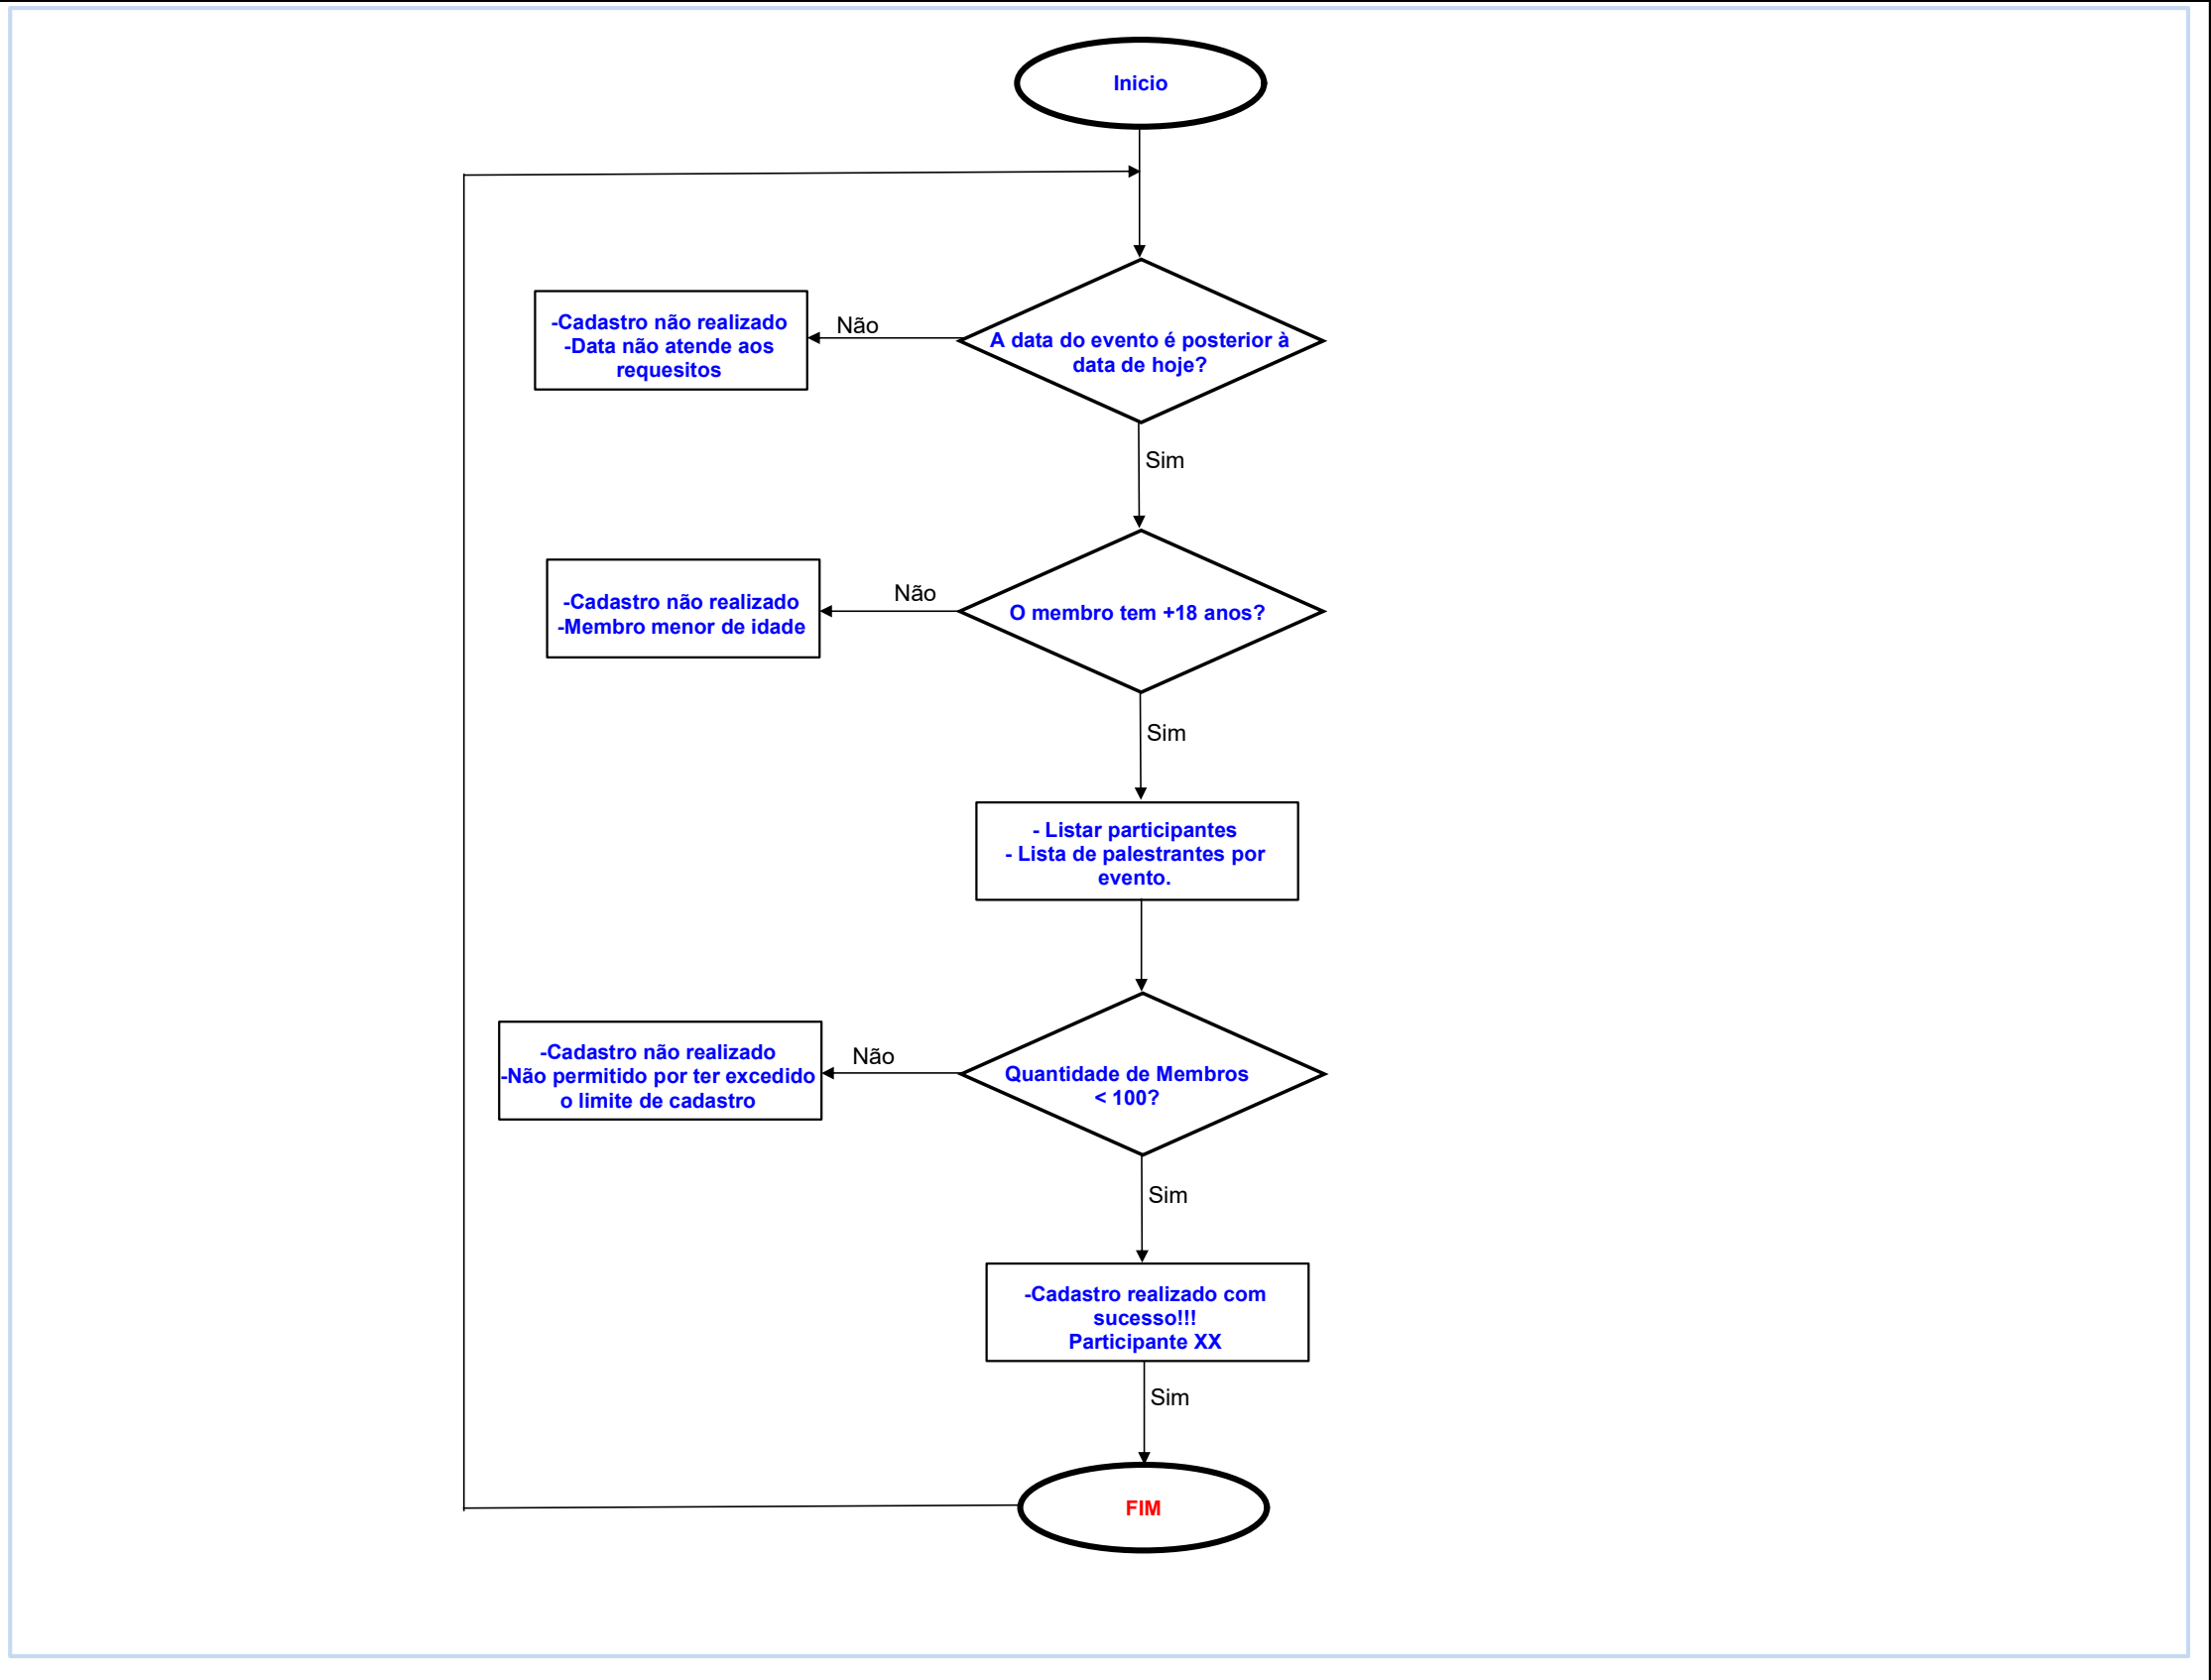 Inicio
-Cadastro não realizado
-Data não atende aos
requesitos
Não
A data do evento é posterior à
data de hoje?
Sim
-Cadastro não realizado
-Membro menor de idade
Não
O membro tem +18 anos?
Sim
- Listar participantes
- Lista de palestrantes por
evento.
-Cadastro não realizado
-Não permitido por ter excedido
o limite de cadastro
Não
Quantidade de Membros
< 100?
Sim
-Cadastro realizado com
sucesso!!!
Participante XX
Sim
FIM